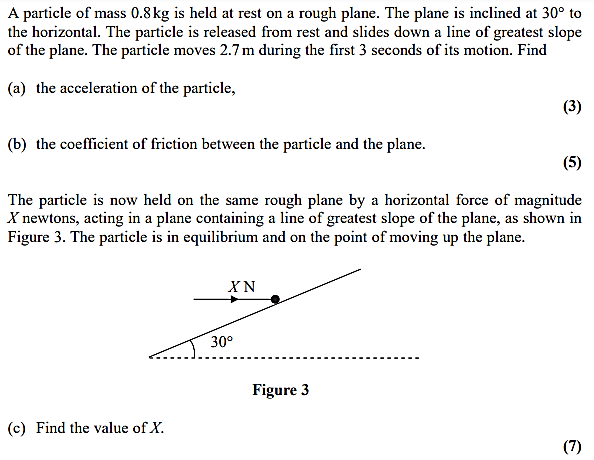 A particle of mass 0.8 kg is held at rest on a rough plane. The plane is inclined at 30° to
the horizontal. The particle is released from rest and slides down a line of greatest slope
of the plane. The particle moves 2.7 m during the first 3 seconds of its motion. Find
(a) the acceleration of the particle,
(3)
(b) the coefficient of friction between the particle and the plane.
(5)
The particle is now held on the same rough plane by a horizontal force of magnitude
X newtons, acting in a plane containing a line of greatest slope of the plane, as shown in
Figure 3. The particle is in equilibrium and on the point of moving up the plane.
X N
30°
Figure 3
(c) Find the value of X.
(7)